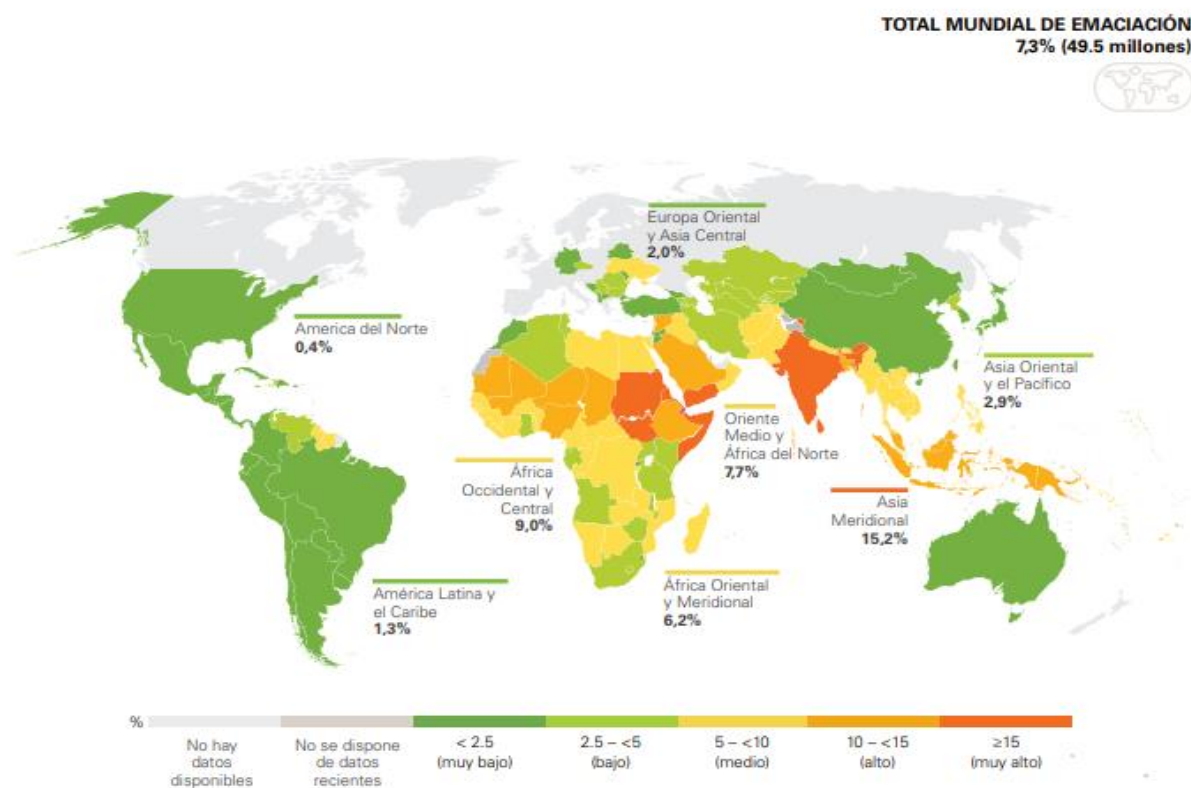 TOTAL MUNDIAL DE EMACIACIÓN
7,3% (49.5 millones)
Europa Oriental
y Asia Central
2,0%
America del Norte
0,4%
Asia Oriental
y el Pacífico
2,9%
Oriente
Medio y
África del Norte
7,7%
África
Occidental y
Central
9,0%
Asia
Meridional
15,2%
América Latina y
el Caribe
1,3%
África Oriental
y Meridional
6,2%
%
No hay
datos
disponibles
No se dispone
de datos
recientes
< 2.5
(muy bajo)
2.5 – <5
(bajo)
5 – <10
(medio)
10 – <15
(alto)
≥15
(muy alto)